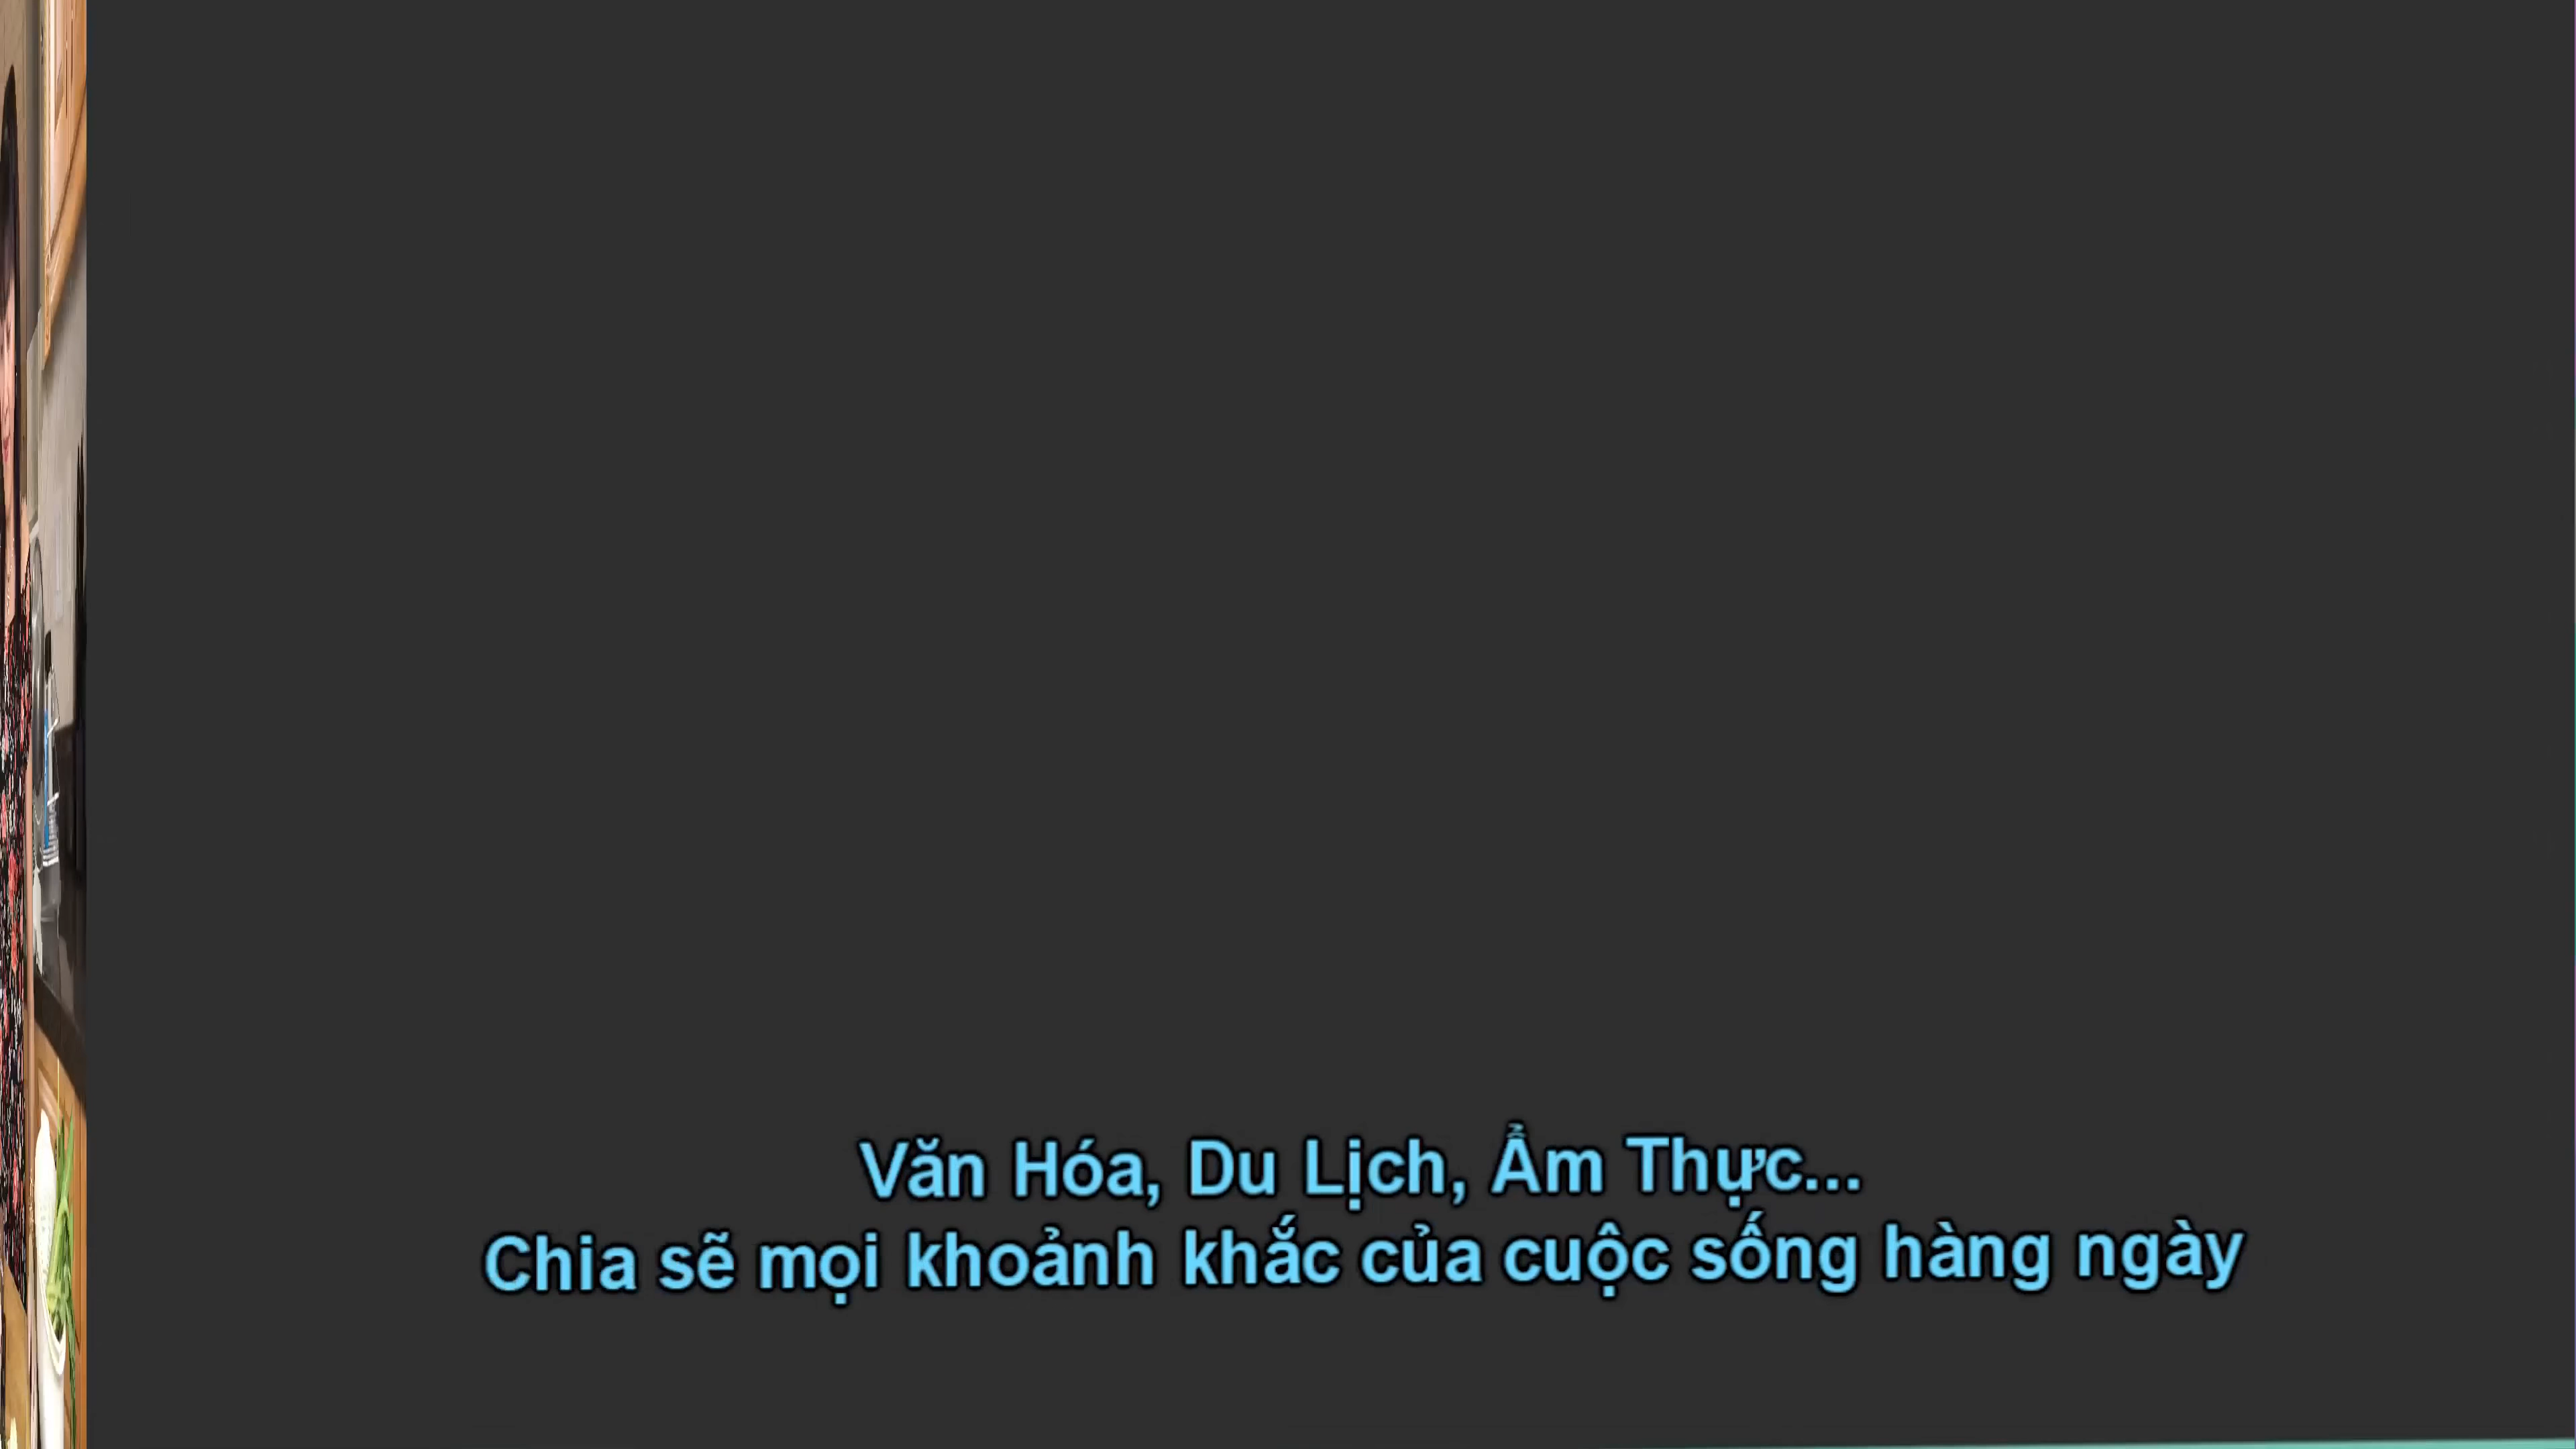 Văn Hóa, Du Lịch, Ẩm Thực...
Chia sẽ mọi khoảnh khắc của cuộc sống hàng ngày